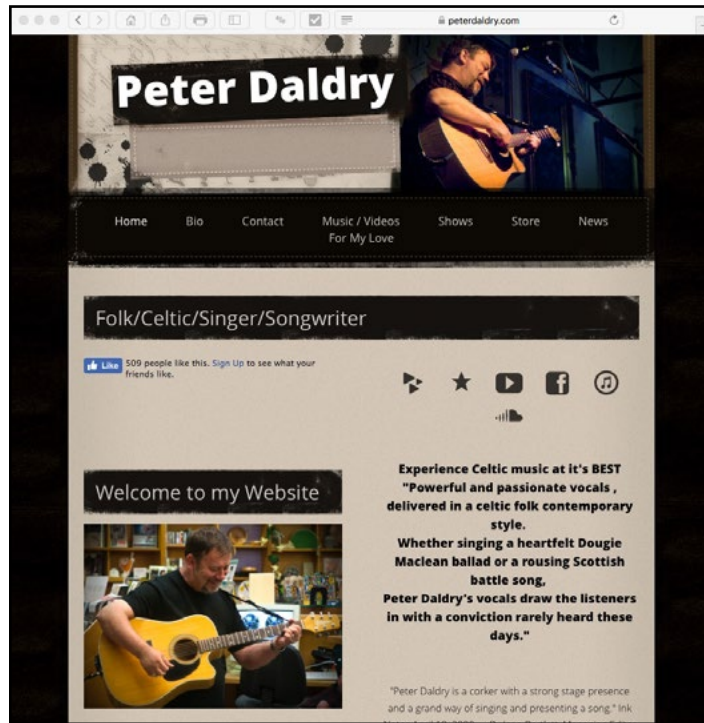 peterdaldry.com
Peter Daldry
Home Bio Contact Music / Videos Shows Store News
For My Love
Folk/Celtic/Singer/Songwriter
Like 509 people like this. Sign Up to see what your
friends like.
Welcome to my Website
Experience Celtic music at it's BEST
"Powerful and passionate vocals ,
delivered in a celtic folk contemporary
style.
Whether singing a heartfelt Dougie
Maclean ballad or a rousing Scottish
battle song,
Peter Daldry's vocals draw the listeners
in with a conviction rarely heard these
days."
"Peter Daldry is a corker with a strong stage presence
and a grand way of singing and presenting a song." Ink